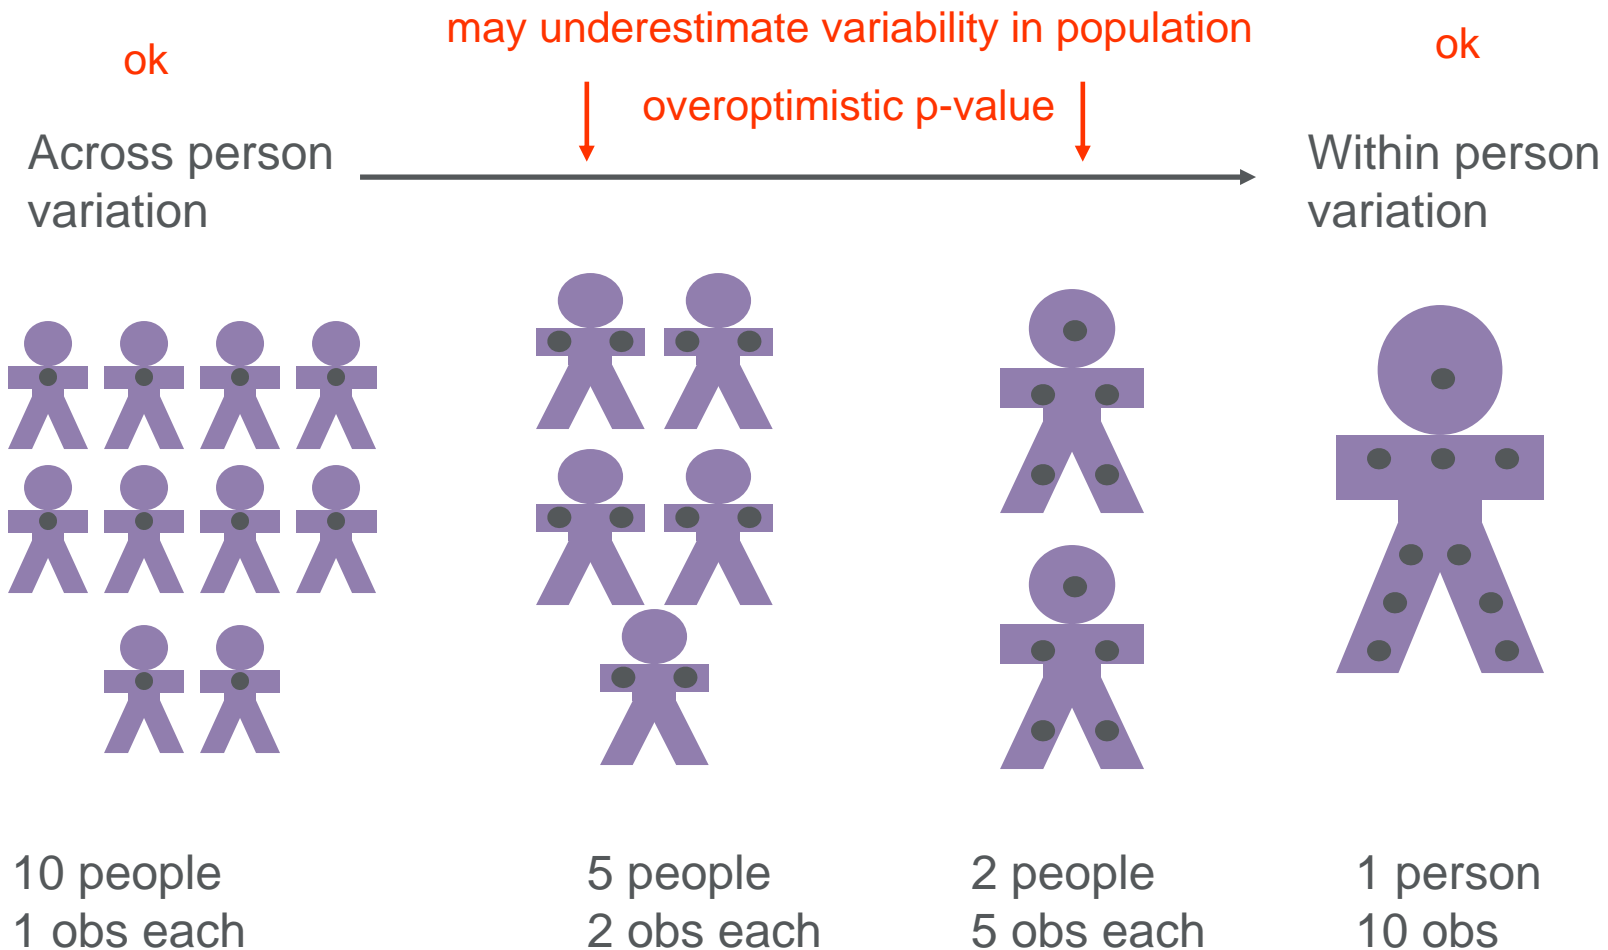 ok
may underestimate variability in population
ok
overoptimistic p-value
Across person
variation
Within person
variation
10 people
1 obs each
5 people
2 obs each
2 people
5 obs each
1 person
10 obs